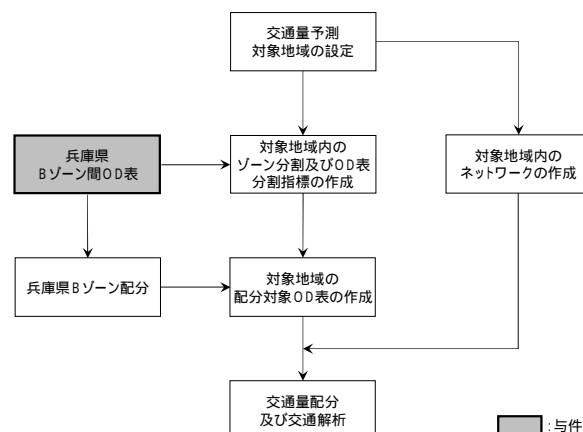 交通量予測
対象地域の設定
兵庫県
Bゾーン間OD表
対象地域内の
ゾーン分割及びOD表
分割指標の作成
対象地域内の
ネットワークの作成
兵庫県Bゾーン配分
対象地域の
配分対象OD表の作成
交通量配分
及び交通解析
:与件